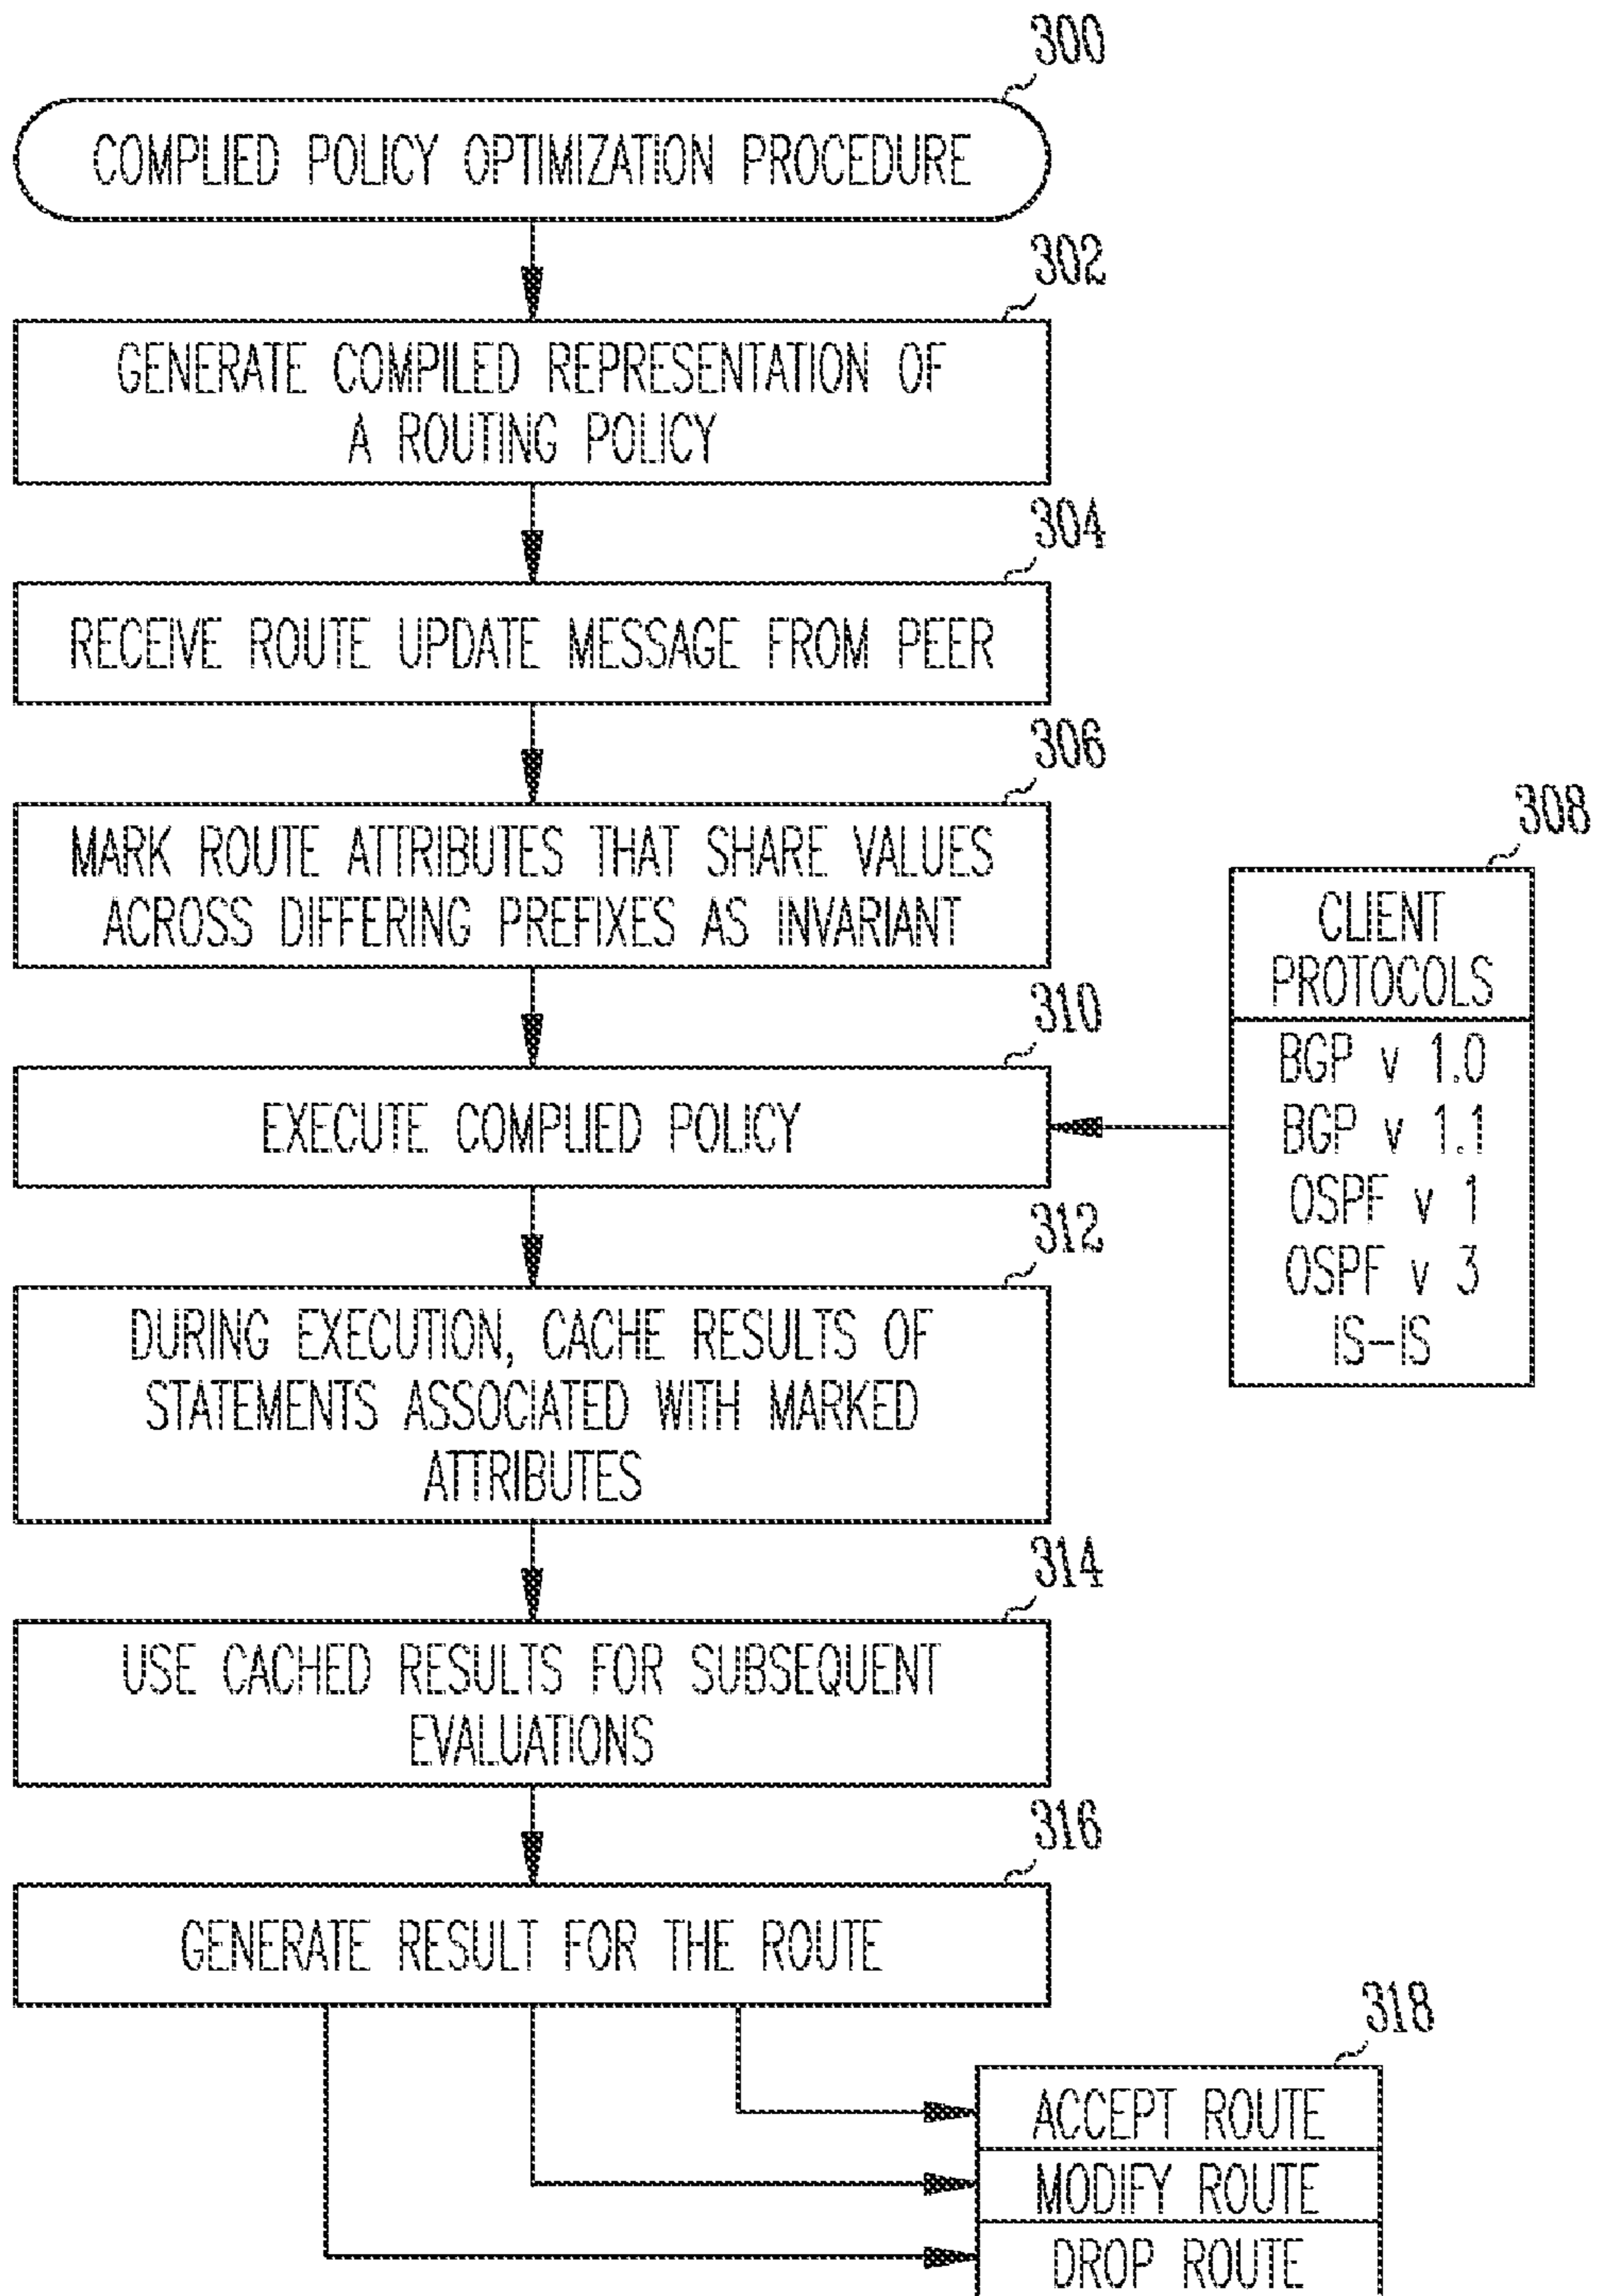 300
COMPLIED POLICY OPTIMIZATION PROCEDURE
302
GENERATE COMPILED REPRESENTATION OF
A ROUTING POLICY
304
RECEIVE ROUTE UPDATE MESSAGE FROM PEER
306
MARK ROUTE ATTRIBUTES THAT SHARE VALUES
ACROSS DIFFERING PREFIXES AS INVARIANT
308
CLIENT
PROTOCOLS
BGP v 1.0
BGP v 1.1
OSPF v 1
OSPF v 3
IS-IS
310
EXECUTE COMPLIED POLICY
312
DURING EXECUTION, CACHE RESULTS OF
STATEMENTS ASSOCIATED WITH MARKED
ATTRIBUTES
314
USE CACHED RESULTS FOR SUBSEQUENT
EVALUATIONS
316
GENERATE RESULT FOR THE ROUTE
318
ACCEPT ROUTE
MODIFY ROUTE
DROP ROUTE